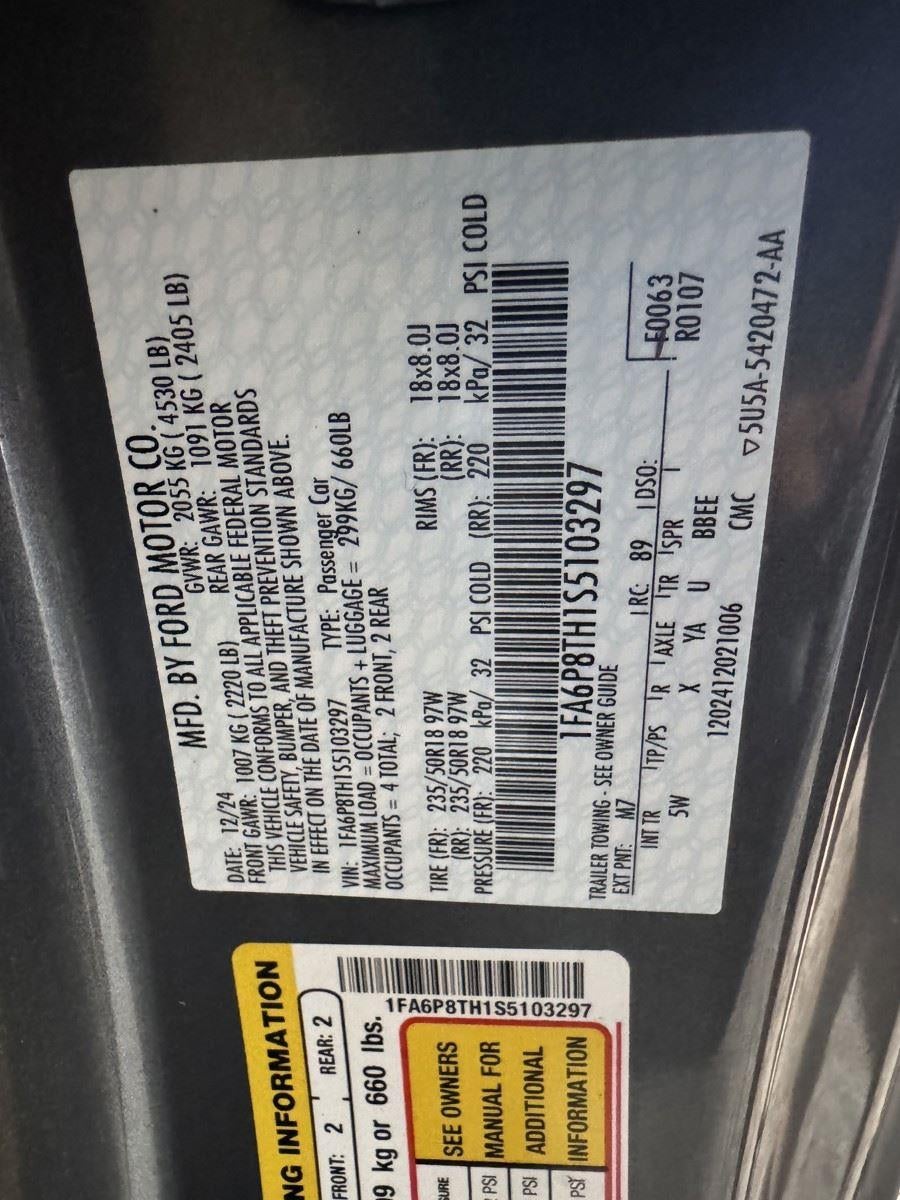 MFD. BY FORD MOTOR CO.
DATE: 12/24 GVWR: 2055 KG ( 4530 LB)
FRONT GAWR: 1007 KG ( 2220 LB) REAR GAWR: 1091 KG ( 2405 LB)
THIS VEHICLE CONFORMS TO ALL APPLICABLE FEDERAL MOTOR
VEHICLE SAFETY, BUMPER, AND THEFT PREVENTION STANDARDS
IN EFFECT ON THE DATE OF MANUFACTURE SHOWN ABOVE.
VIN: 1FA6P8TH1S5103297 TYPE: Passenger Car
MAXIMUM LOAD = OCCUPANTS + LUGGAGE = 299KG/ 660LB
OCCUPANTS = 4 TOTAL; 2 FRONT, 2 REAR
TIRE (FR): 235/50R18 97W RIMS (FR): 18x8.0J
(RR): 235/50R18 97W (RR): 18x8.0J
PRESSURE (FR): 220 kPa/ 32 PSI COLD (RR): 220 kPa/ 32 PSI COLD
1FA6P8TH1S5103297
TRAILER TOWING - SEE OWNER GUIDE
EXT PNT: M7 RC: 89 DSO: F0063
INT TR TP/PS R AXLE TR SPR R0107
5W X YA U BBEE
120241202 1006 CMC ▽5U5A-5420472-AA
NG INFORMATION
FRONT: 2 REAR: 2
kg or 660 lbs.
1FA6P8TH1S5103297
SEE OWNERS
PSI MANUAL FOR
PSI ADDITIONAL
PSI INFORMATION